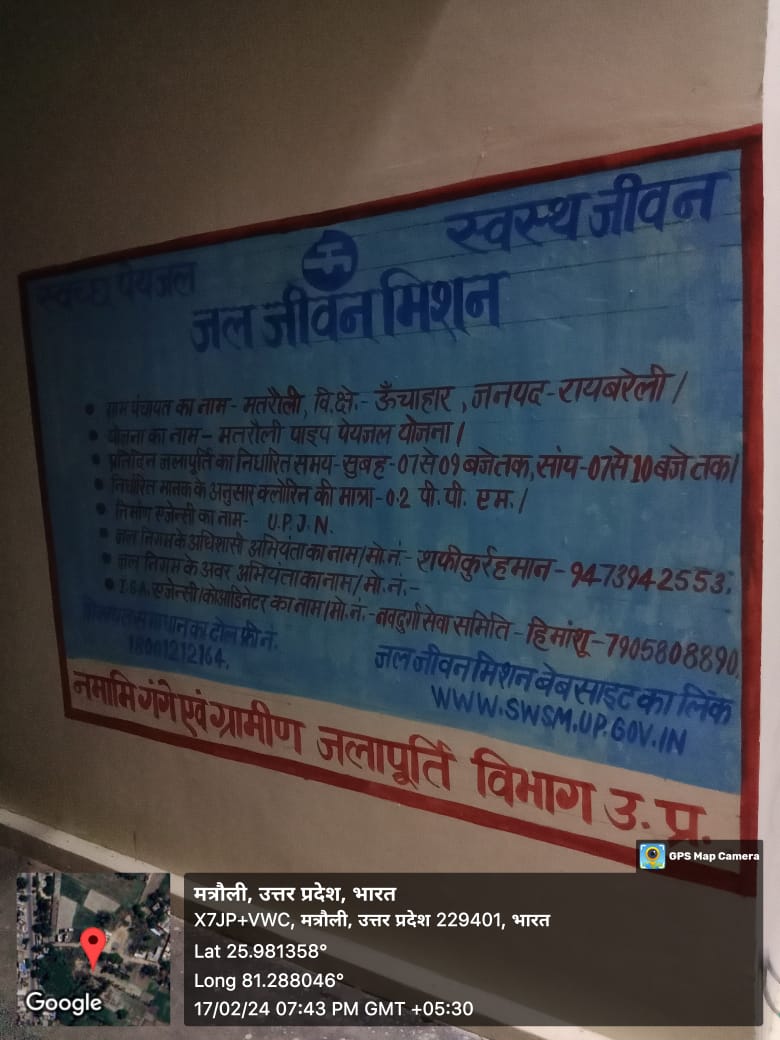 स्वच्छ पेयजल
स्वस्थ जीवन
जल जीवन मिशन
• ग्राम पंचायत का नाम - मतरौली, वि.क्षे.- ऊँचाहार, जनपद - रायबरेली।
• योजना का नाम - मतरौली पाइप पेयजल योजना।
• प्रतिदिन जलापूर्ति का निर्धारित समय - सुबह - 07 से 09 बजे तक, सांय - 07 से 10 बजे तक।
• निर्धारित मानक के अनुसार क्लोरिन की मात्रा - 0.2 पी. पी. एम.।
• निर्माण एजेन्सी का नाम - U.P.J.N.
• जल निगम के अधिशासी अभियंता का नाम/मो.नं.- शफीकुर्रहमान - 9473942553.
• जल निगम के अवर अभियंता का नाम/मो.नं.-
• I.S.A. एजेन्सी/कोआर्डिनेटर का नाम/मो.नं.- नवदुर्गा सेवा समिति - हिमांशु - 7905808890.
समाधान का टोल फ्री नं.
18001212164.
जल जीवन मिशन बेबसाइट का लिंक
WWW.SWSM.UP.GOV.IN
नमामि गंगे एवं ग्रामीण जलापूर्ति विभाग उ. प्र.
GPS Map Camera
मत्रौली, उत्तर प्रदेश, भारत
X7JP+VWC, मत्रौली, उत्तर प्रदेश 229401, भारत
Lat 25.981358°
Long 81.288046°
17/02/24 07:43 PM GMT +05:30
Google